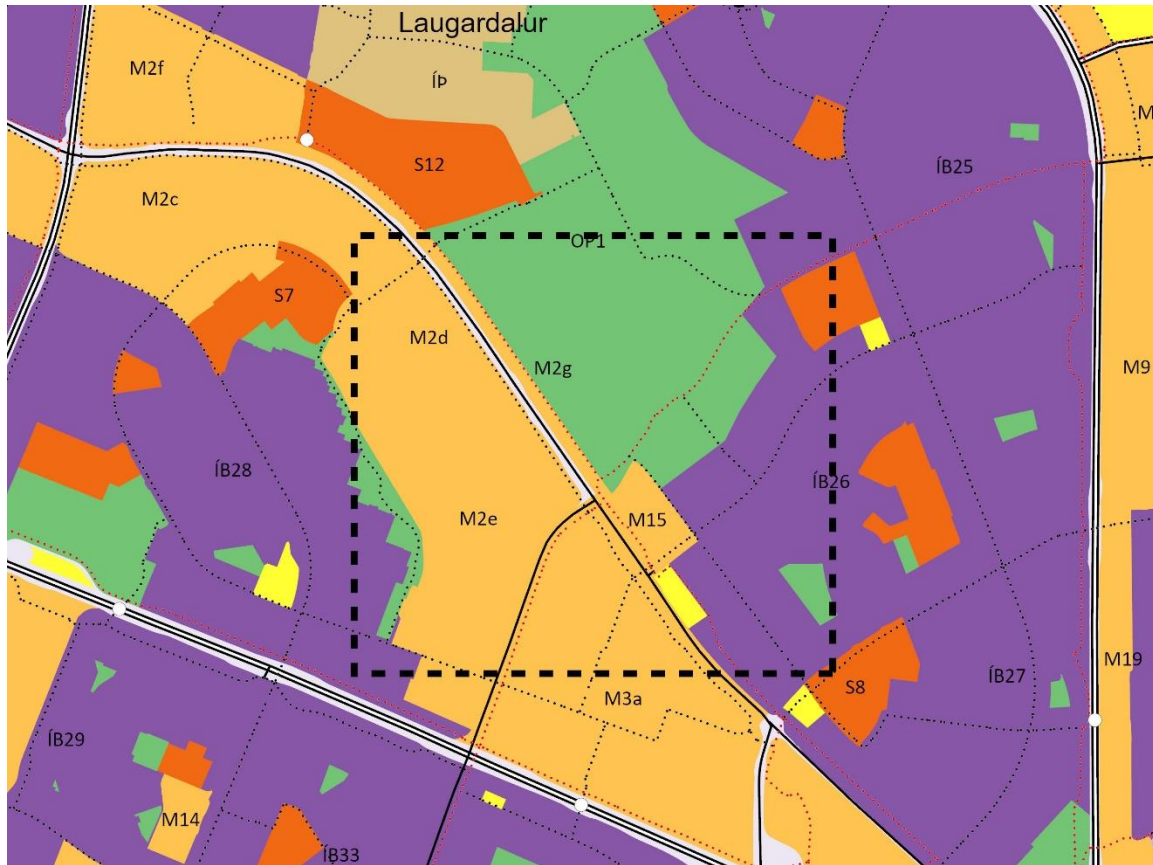 Laugardalur
M2f
ÍÞ
M
S12
ÍB25
M2c
OP1
S7
M2d
M2g
M9
ÍB28
ÍB26
M2e
M15
M3a
S8
ÍB27
M19
ÍB29
M14
ÍB33